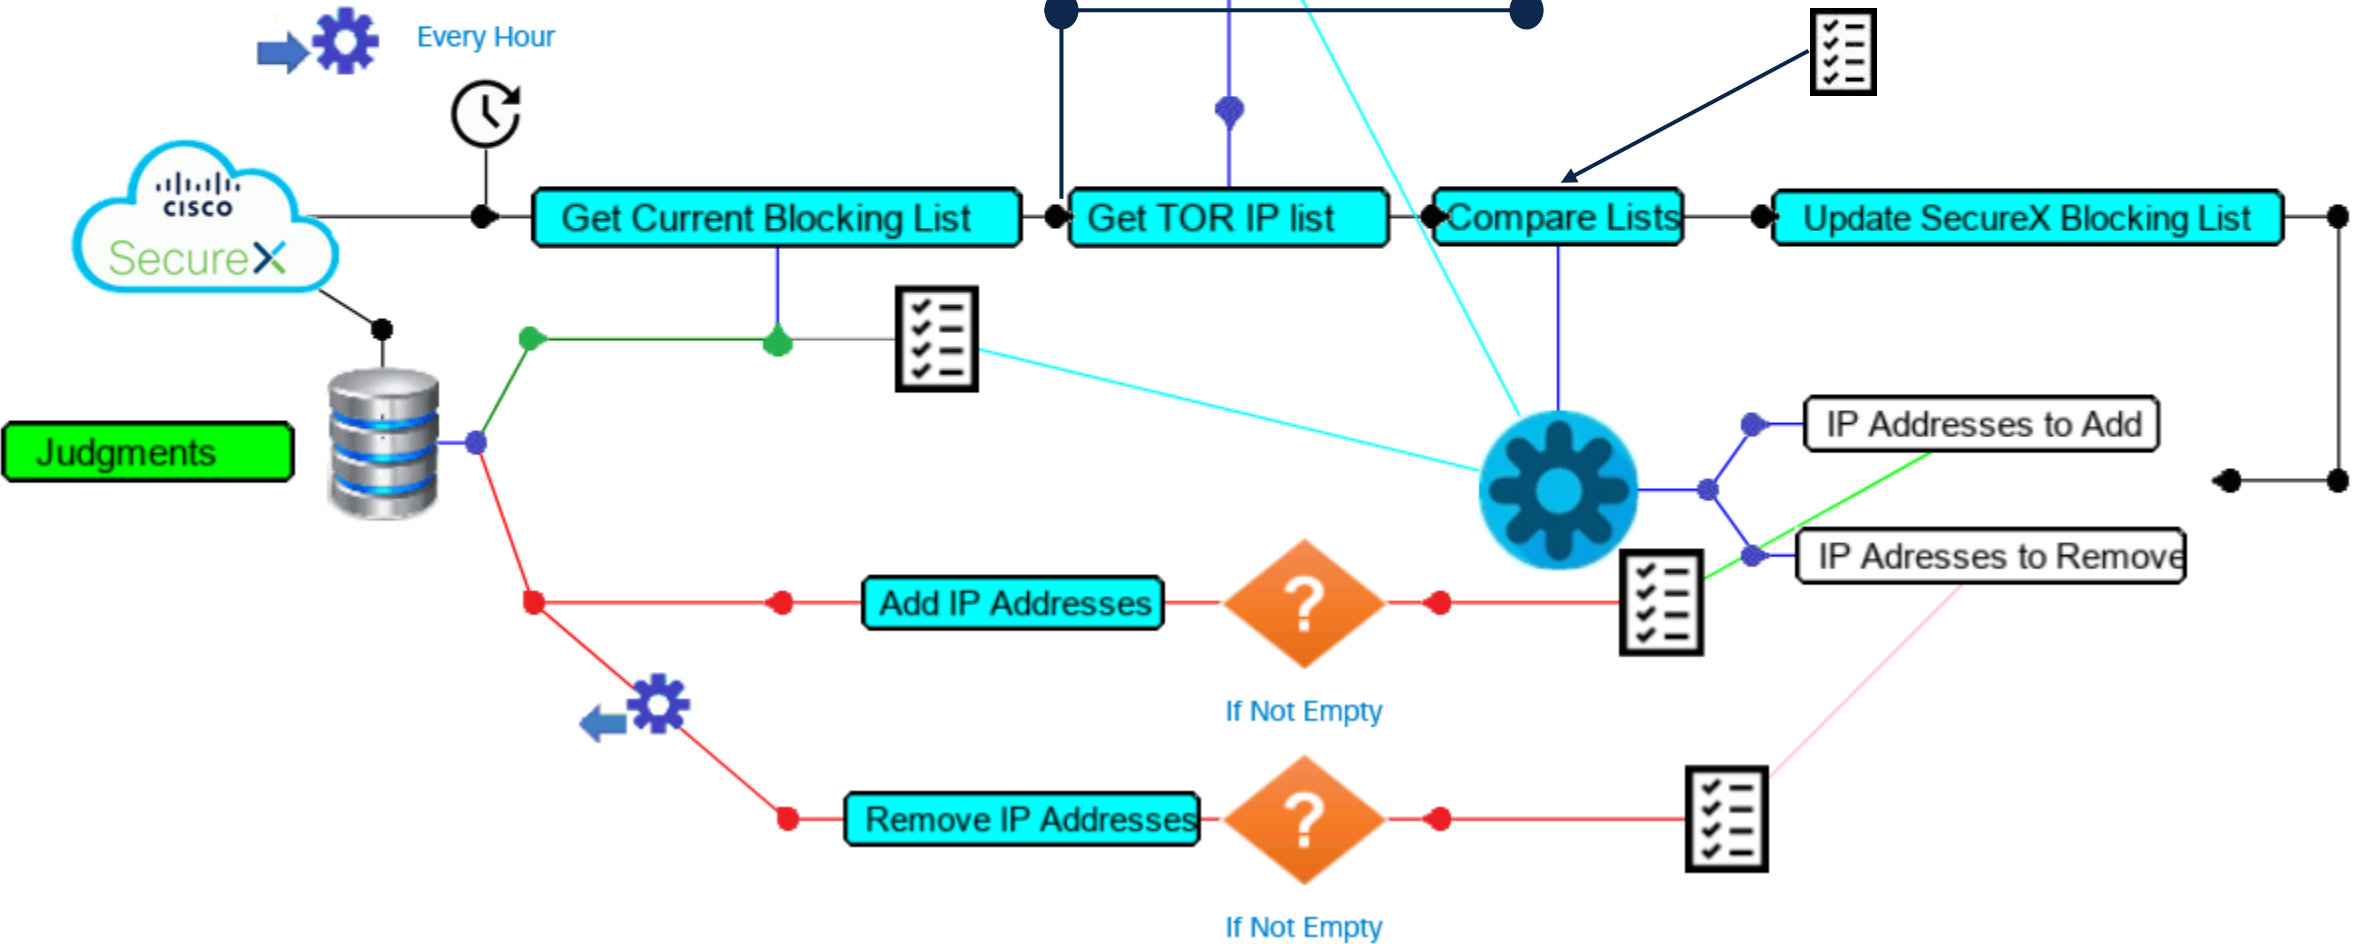 Every Hour
CISCO
SecureX
Get Current Blocking List
Get TOR IP list
Compare Lists
Update SecureX Blocking List
Judgments
IP Addresses to Add
IP Adresses to Remove
Add IP Addresses
?
If Not Empty
Remove IP Addresses
?
If Not Empty